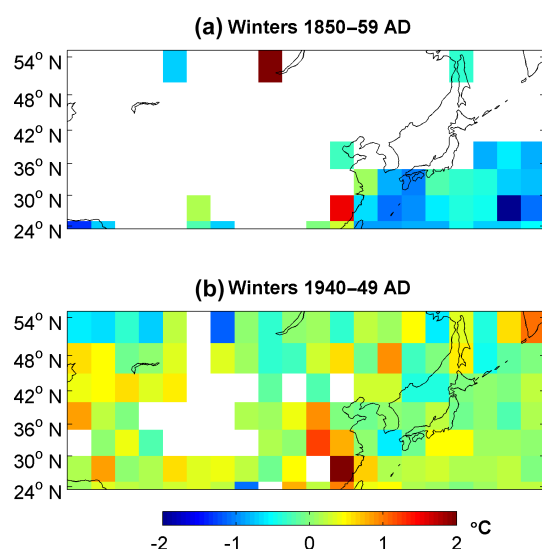 (a) Winters 1850–59 AD
54° N
48° N
42° N
36° N
30° N
24° N
(b) Winters 1940–49 AD
54° N
48° N
42° N
36° N
30° N
24° N
-2 -1 0 1 2 °C